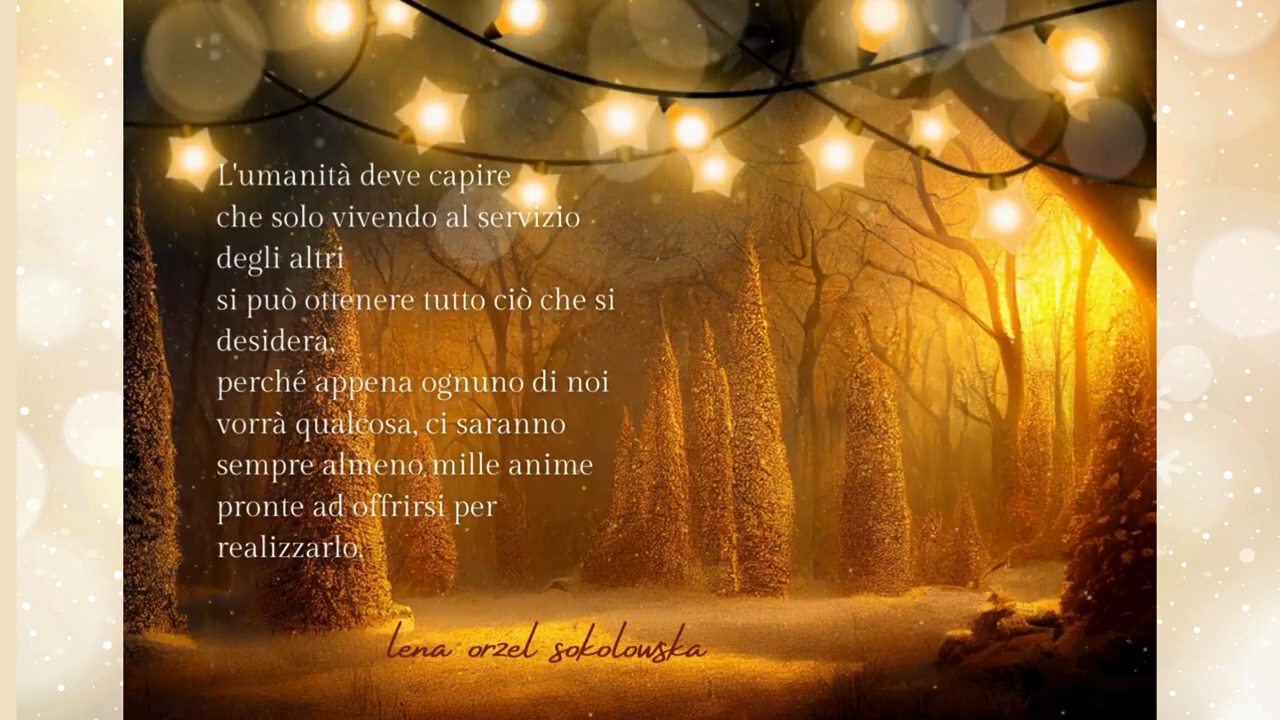 L'umanità deve capire
che solo vivendo al servizio
degli altri
si può ottenere tutto ciò che si
desidera,
perché appena ognuno di noi
vorrà qualcosa, ci saranno
sempre almeno mille anime
pronte ad offrirsi per
realizzarlo.
lena orzel sokolowska